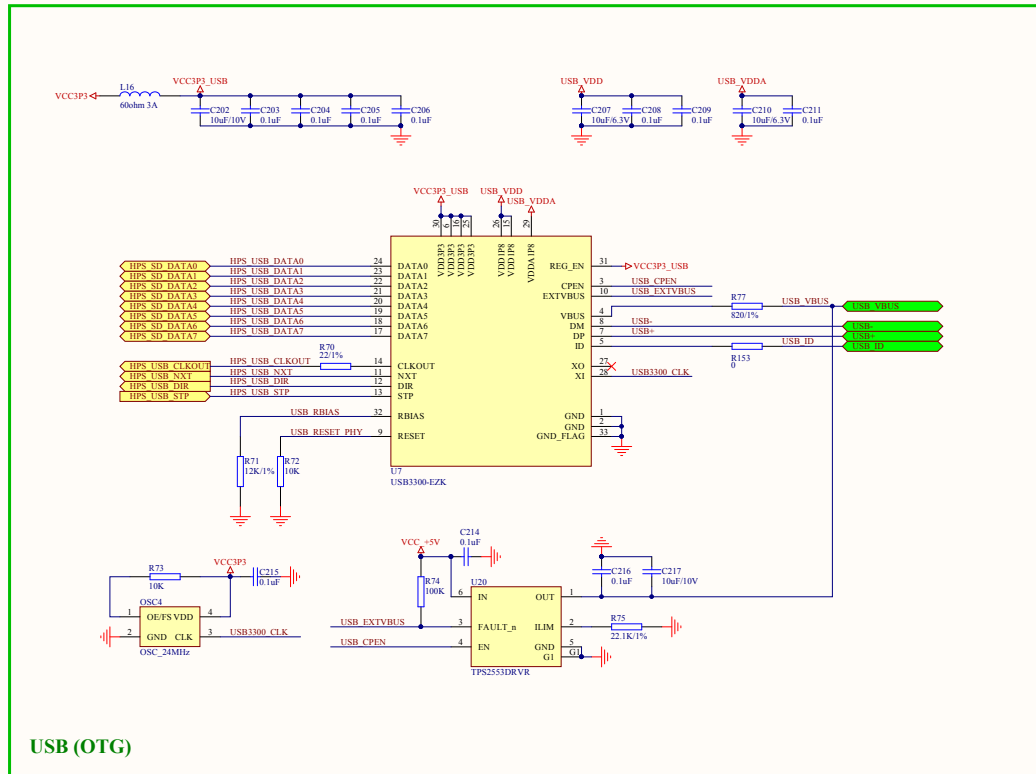 VCC3P3
L16
60ohm 3A
VCC3P3_USB
C202
10uF/10V
C203
0.1uF
C204
0.1uF
C205
0.1uF
C206
0.1uF
USB_VDD
C207
10uF/6.3V
C208
0.1uF
C209
0.1uF
USB_VDDA
C210
10uF/6.3V
C211
0.1uF
VCC3P3_USB
USB_VDD
USB_VDDA
30
6
16
25
26
15
29
VDD3P3
VDD3P3
VDD3P3
VDD3P3
VDD1P8
VDD1P8
VDDA1P8
HPS_SD_DATA0 HPS_USB_DATA0 24 DATA0
HPS_SD_DATA1 HPS_USB_DATA1 23 DATA1
HPS_SD_DATA2 HPS_USB_DATA2 22 DATA2
HPS_SD_DATA3 HPS_USB_DATA3 21 DATA3
HPS_SD_DATA4 HPS_USB_DATA4 20 DATA4
HPS_SD_DATA5 HPS_USB_DATA5 19 DATA5
HPS_SD_DATA6 HPS_USB_DATA6 18 DATA6
HPS_SD_DATA7 HPS_USB_DATA7 17 DATA7
R70
22/1%
HPS_USB_CLKOUT HPS_USB_CLKOUT 14 CLKOUT
HPS_USB_NXT HPS_USB_NXT 11 NXT
HPS_USB_DIR HPS_USB_DIR 12 DIR
HPS_USB_STP HPS_USB_STP 13 STP
USB_RBIAS 32 RBIAS
USB_RESET_PHY 9 RESET
R71
12K/1%
R72
10K
REG_EN 31 VCC3P3_USB
CPEN 3 USB_CPEN
EXTVBUS 10 USB_EXTVBUS
VBUS 4
R77
820/1%
USB_VBUS USB_VBUS
DM 8 USB- USB-
DP 7 USB+ USB+
ID 5 USB_ID USB_ID
R153
0
XO 27
XI 28 USB3300_CLK
GND 1
GND 2
GND_FLAG 33
U7
USB3300-EZK
R73
10K
VCC3P3
C215
0.1uF
OSC4
1 OE/FS VDD 4
2 GND CLK 3 USB3300_CLK
OSC_24MHz
VCC_+5V
C214
0.1uF
R74
100K
U20
6 IN OUT 1
USB_EXTVBUS 3 FAULT_n ILIM 2
USB_CPEN 4 EN GND 5
G1 G1
TPS2553DRVR
C216
0.1uF
C217
10uF/10V
R75
22.1K/1%
USB (OTG)